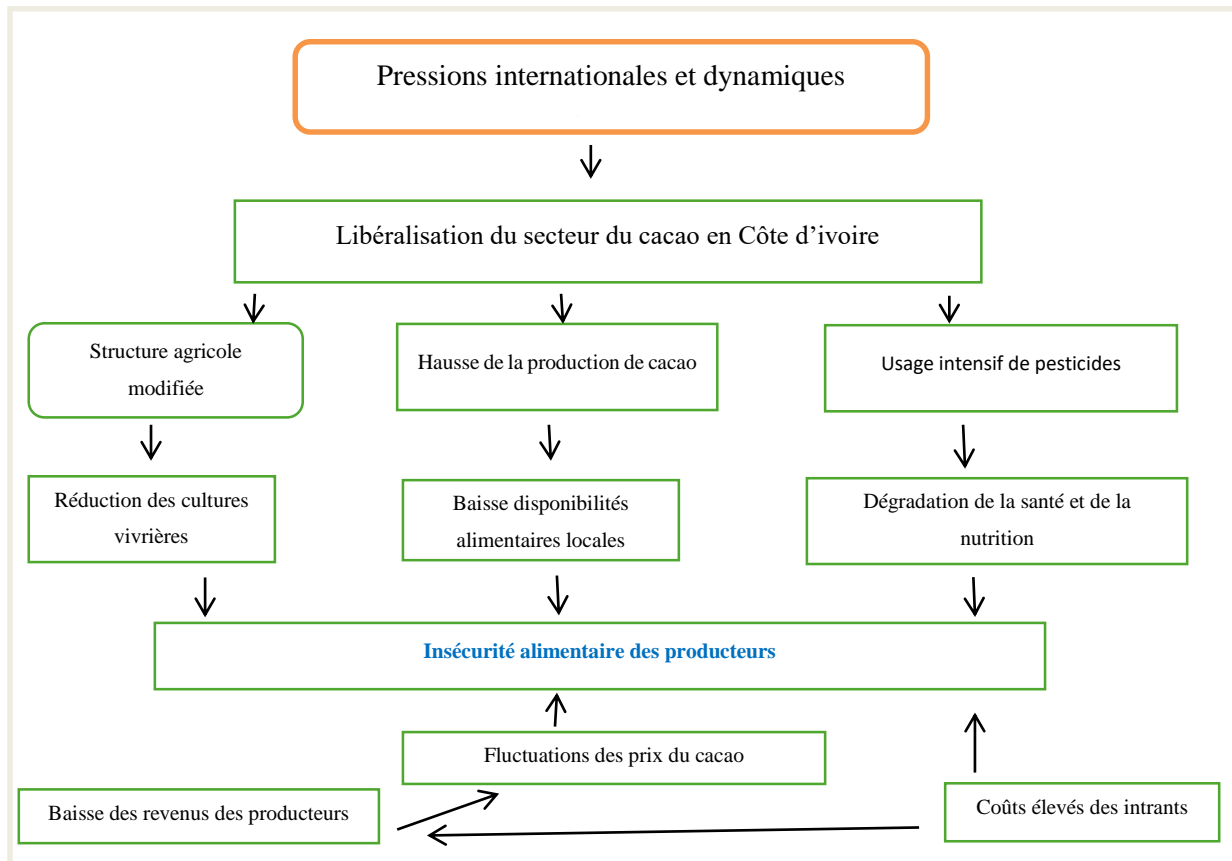 Pressions internationales et dynamiques
Libéralisation du secteur du cacao en Côte d’ivoire
Structure agricole
modifiée
Hausse de la production de cacao
Usage intensif de pesticides
Réduction des cultures
vivrières
Baisse disponibilités
alimentaires locales
Dégradation de la santé et de la
nutrition
Insécurité alimentaire des producteurs
Fluctuations des prix du cacao
Baisse des revenus des producteurs
Coûts élevés des intrants